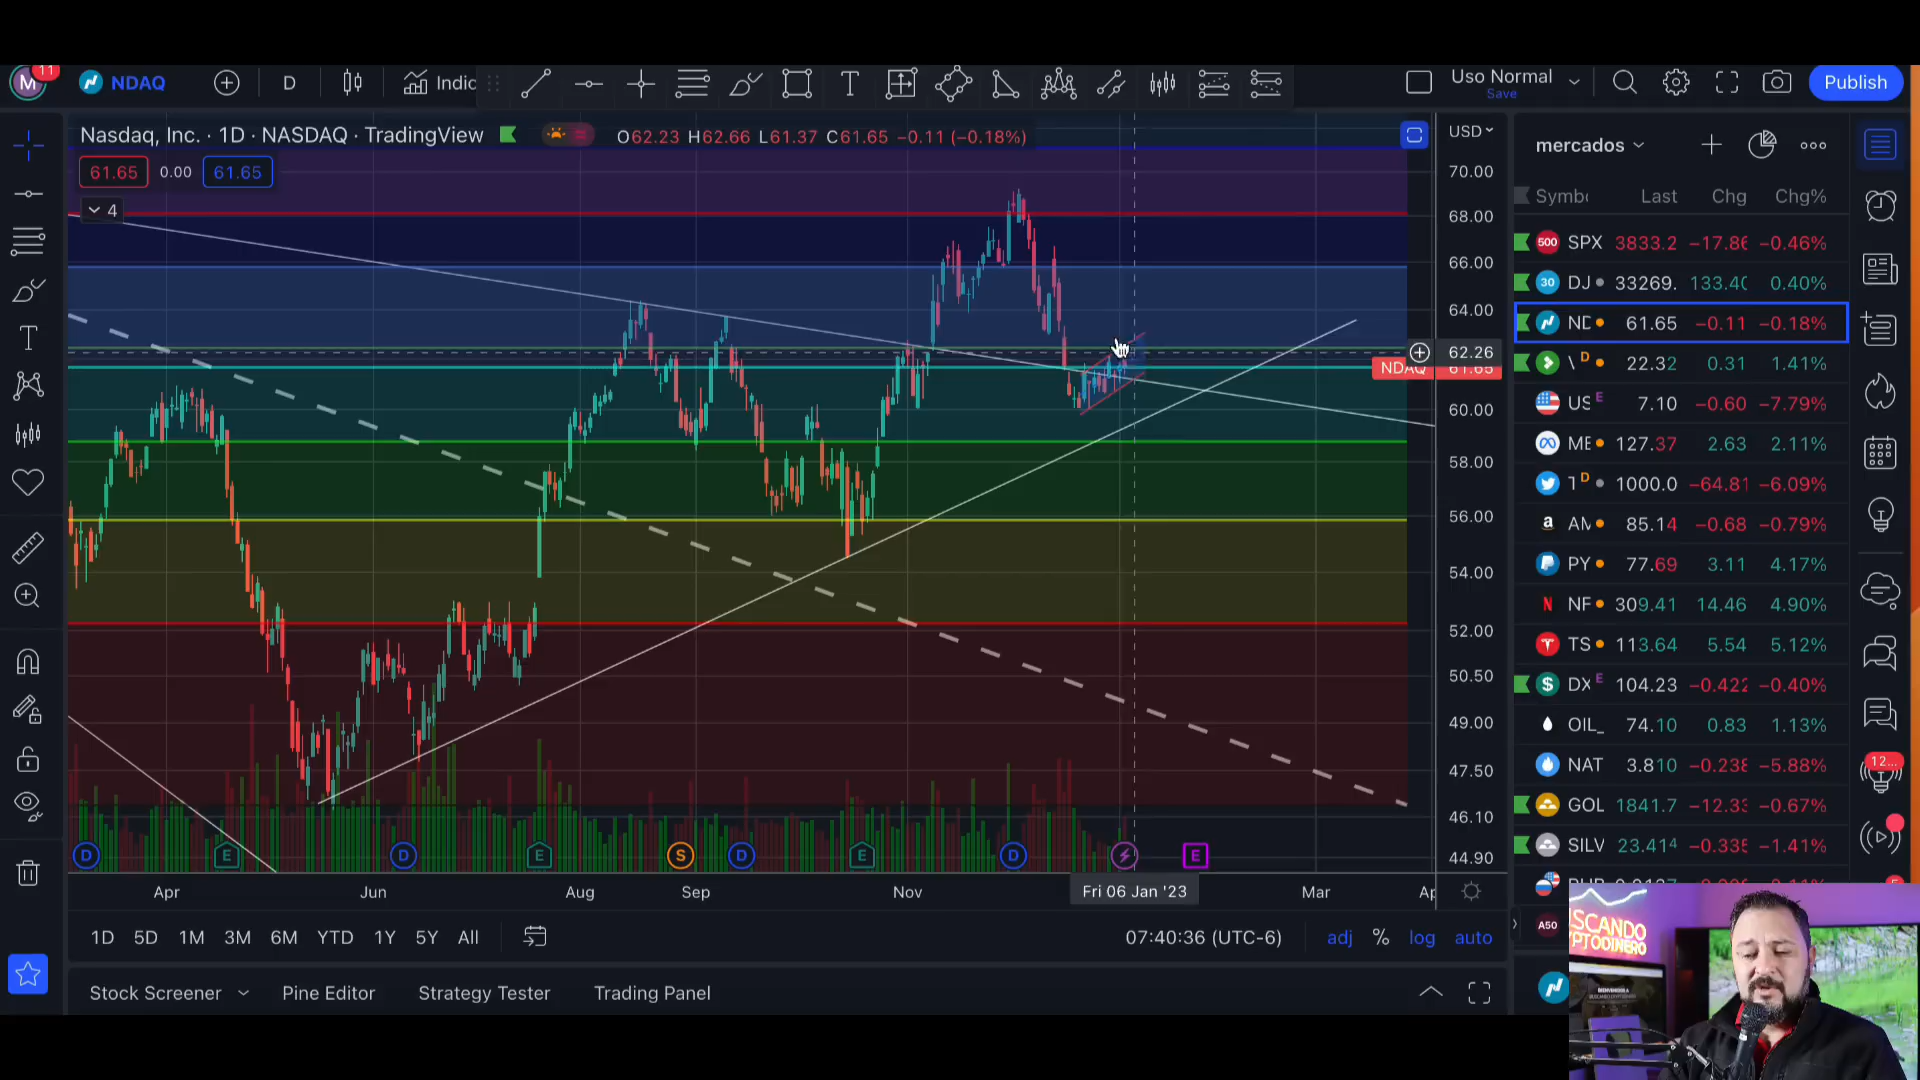 M 11 NDAQ D Indic Uso Normal Save Publish
Nasdaq, Inc. · 1D · NASDAQ · TradingView O62.23 H62.66 L61.37 C61.65 −0.11 (−0.18%) USD
61.65 0.00 61.65
4
70.00
68.00
66.00
64.00
62.26
NDAQ 61.65
60.00
58.00
56.00
54.00
52.00
50.50
49.00
47.50
46.10
44.90
D E D E S D E D E
Apr Jun Aug Sep Nov Fri 06 Jan '23 Mar Ap
1D 5D 1M 3M 6M YTD 1Y 5Y All 07:40:36 (UTC-6) adj % log auto
Stock Screener Pine Editor Strategy Tester Trading Panel
mercados
Symbo Last Chg Chg%
500 SPX 3833.2 −17.86 −0.46%
30 DJ 33269. 133.40 0.40%
ND 61.65 −0.11 −0.18%
\ D 22.32 0.31 1.41%
US E 7.10 −0.60 −7.79%
ME 127.37 2.63 2.11%
T D 1000.0 −64.81 −6.09%
a AM 85.14 −0.68 −0.79%
PY 77.69 3.11 4.17%
N NF 309.41 14.46 4.90%
TS 113.64 5.54 5.12%
$ DX E 104.23 −0.422 −0.40%
OIL_ 74.10 0.83 1.13%
NAT 3.810 −0.238 −5.88%
GOL 1841.7 −12.33 −0.67%
SILV 23.414 −0.335 −1.41%
A50
12...
SCANDO
PTODINERO